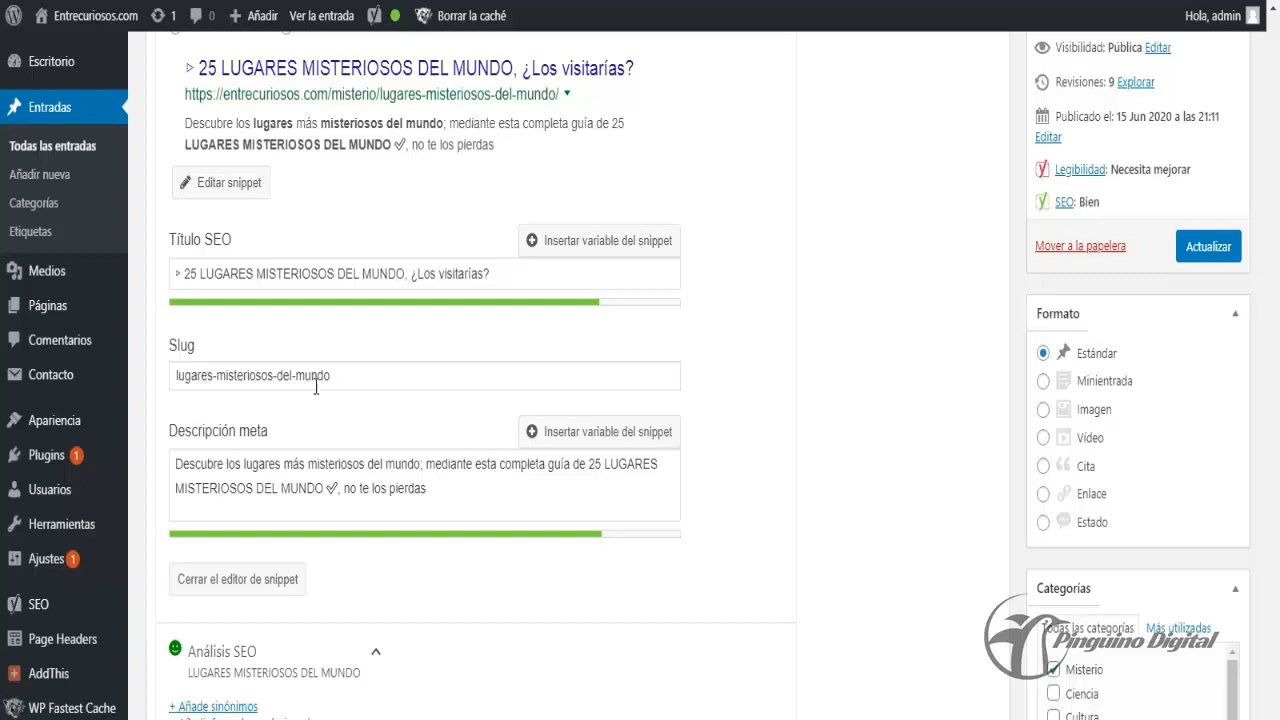 Entrecuriosos.com 1 0 Añadir Ver la entrada Borrar la caché Hola, admin
Escritorio
Entradas
Todas las entradas
Añadir nueva
Categorías
Etiquetas
Medios
Páginas
Comentarios
Contacto
Apariencia
Plugins 1
Usuarios
Herramientas
Ajustes 1
SEO
Page Headers
AddThis
WP Fastest Cache
25 LUGARES MISTERIOSOS DEL MUNDO, ¿Los visitarías?
https://entrecuriosos.com/misterio/lugares-misteriosos-del-mundo/
Descubre los lugares más misteriosos del mundo; mediante esta completa guía de 25
LUGARES MISTERIOSOS DEL MUNDO ✅, no te los pierdas
Editar snippet
Título SEO
Insertar variable del snippet
25 LUGARES MISTERIOSOS DEL MUNDO, ¿Los visitarías?
Slug
lugares-misteriosos-del-mundo
Descripción meta
Insertar variable del snippet
Descubre los lugares más misteriosos del mundo; mediante esta completa guía de 25 LUGARES
MISTERIOSOS DEL MUNDO ✅, no te los pierdas
Cerrar el editor de snippet
Análisis SEO
LUGARES MISTERIOSOS DEL MUNDO
+ Añade sinónimos
Visibilidad: Pública Editar
Revisiones: 9 Explorar
Publicado el: 15 Jun 2020 a las 21:11
Editar
Legibilidad: Necesita mejorar
SEO: Bien
Mover a la papelera
Actualizar
Formato
Estándar
Minientrada
Imagen
Vídeo
Cita
Enlace
Estado
Categorías
Todas las categorías Más utilizadas
Pinguino Digital
Misterio
Ciencia
Cultura